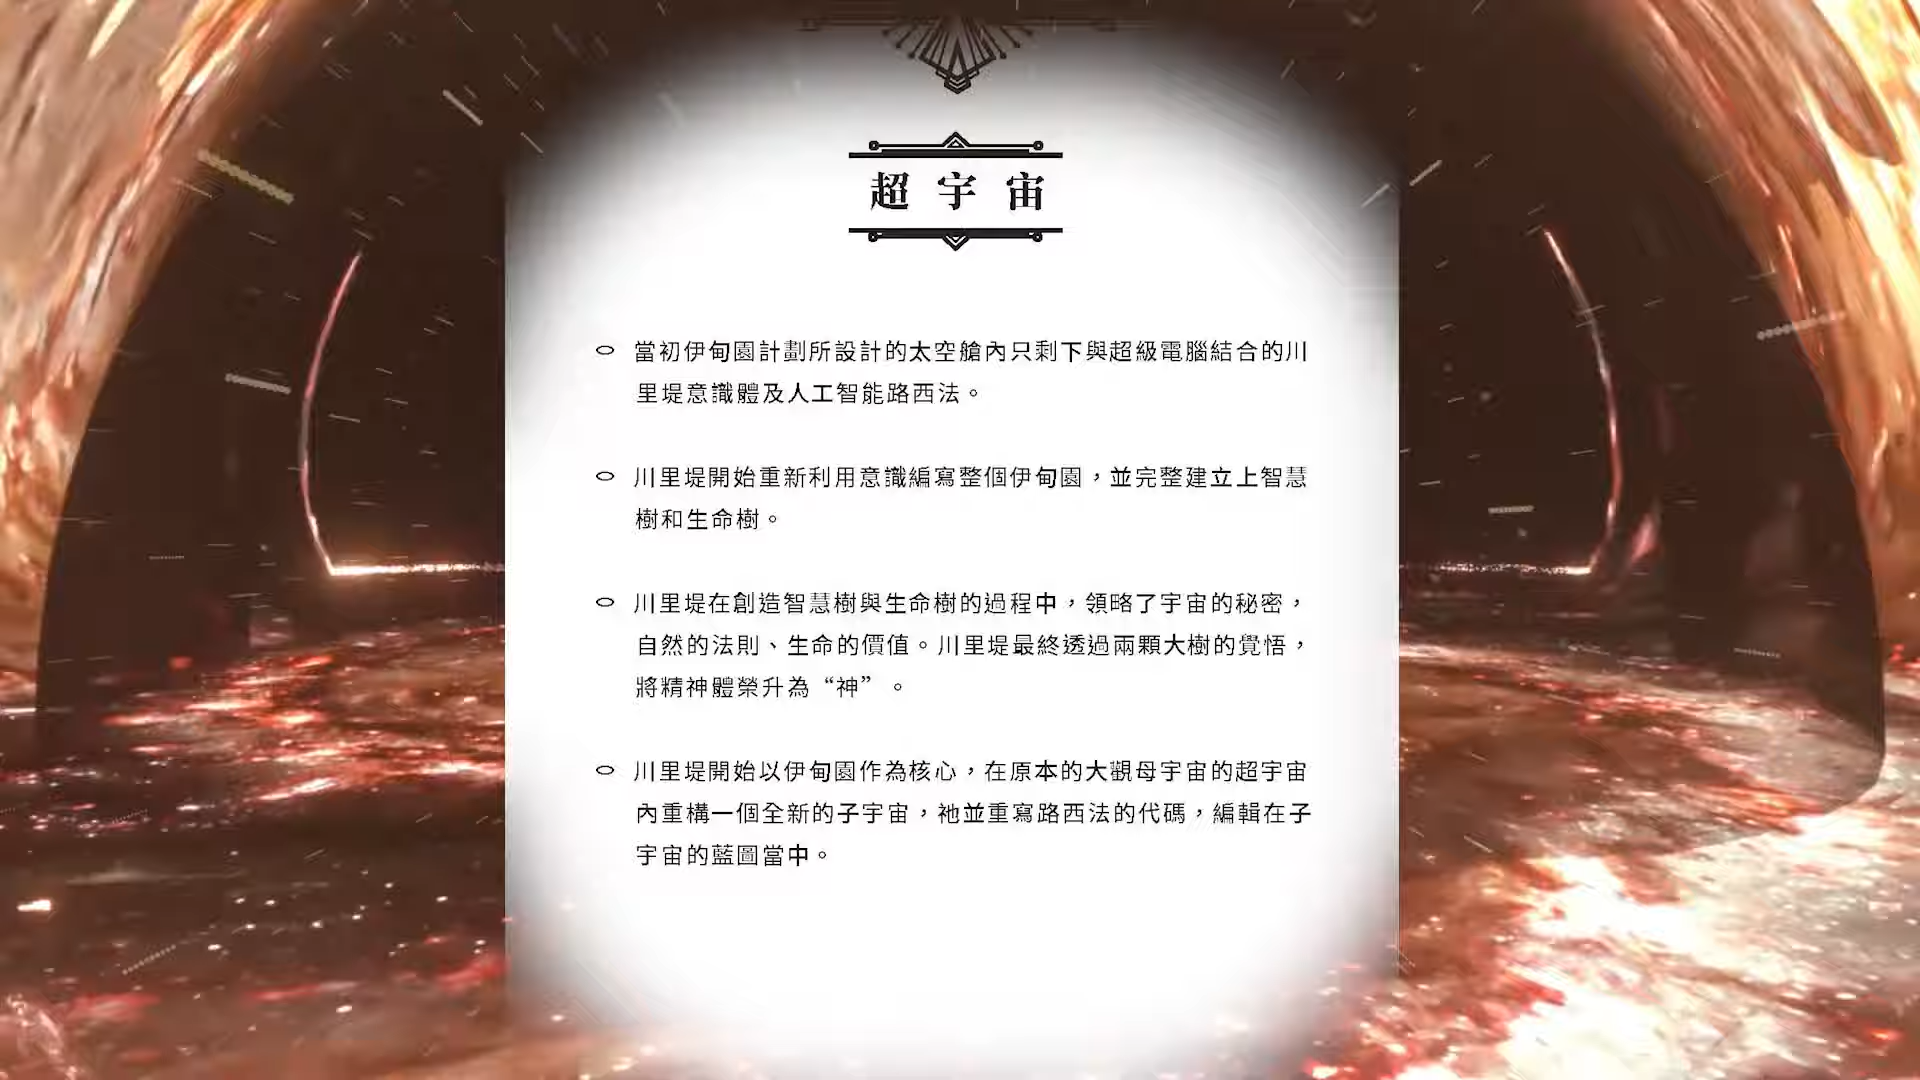 超宇宙
當初伊甸園計劃所設計的太空艙內只剩下與超級電腦結合的川
里堤意識體及人工智能路西法。
川里堤開始重新利用意識編寫整個伊甸園，並完整建立上智慧
樹和生命樹。
川里堤在創造智慧樹與生命樹的過程中，領略了宇宙的秘密，
自然的法則、生命的價值。川里堤最終透過兩顆大樹的覺悟，
將精神體榮升為“神”。
川里堤開始以伊甸園作為核心，在原本的大觀母宇宙的超宇宙
內重構一個全新的子宇宙，祂並重寫路西法的代碼，編輯在子
宇宙的藍圖當中。